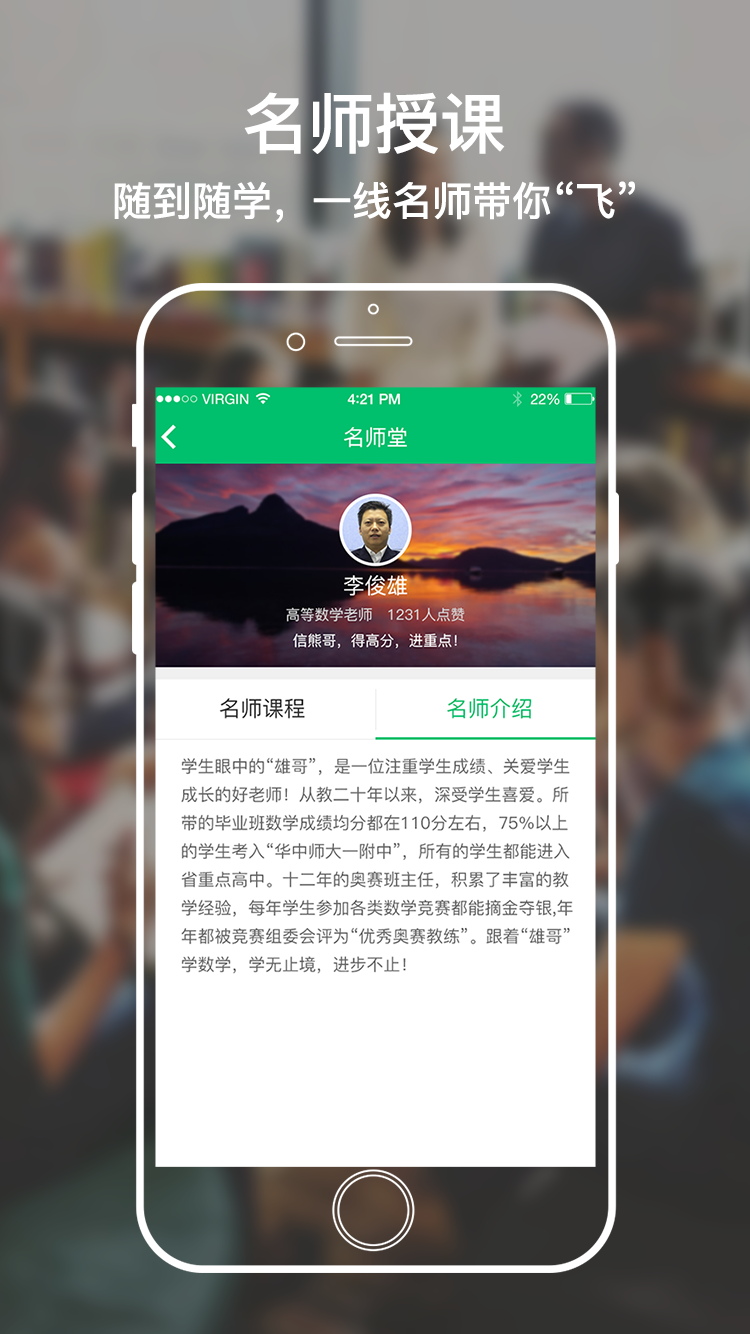 名师授课
随到随学，一线名师带你“飞”
VIRGIN 4:21 PM 22%
名师堂
李俊雄
高等数学老师 1231人点赞
信熊哥，得高分，进重点！
名师课程 名师介绍
学生眼中的“雄哥”，是一位注重学生成绩、关爱学生
成长的好老师！从教二十年以来，深受学生喜爱。所
带的毕业班数学成绩均分都在110分左右，75%以上
的学生考入“华中师大一附中”，所有的学生都能进入
省重点高中。十二年的奥赛班主任，积累了丰富的教
学经验，每年学生参加各类数学竞赛都能摘金夺银,年
年都被竞赛组委会评为“优秀奥赛教练”。跟着“雄哥”
学数学，学无止境，进步不止！